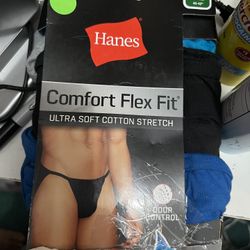 Hanes
Comfort Flex Fit
ULTRA SOFT COTTON STRETCH
ODOR
CONTROL